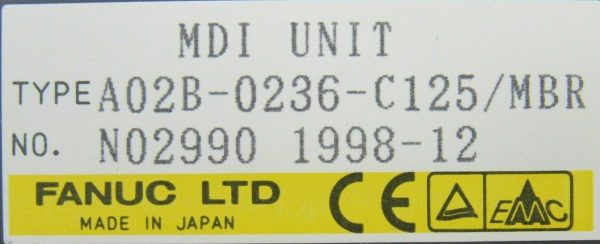 MDI UNIT
TYPE A02B-0236-C125/MBR
NO. N02990 1998-12
FANUC LTD
MADE IN JAPAN
CE
EMC